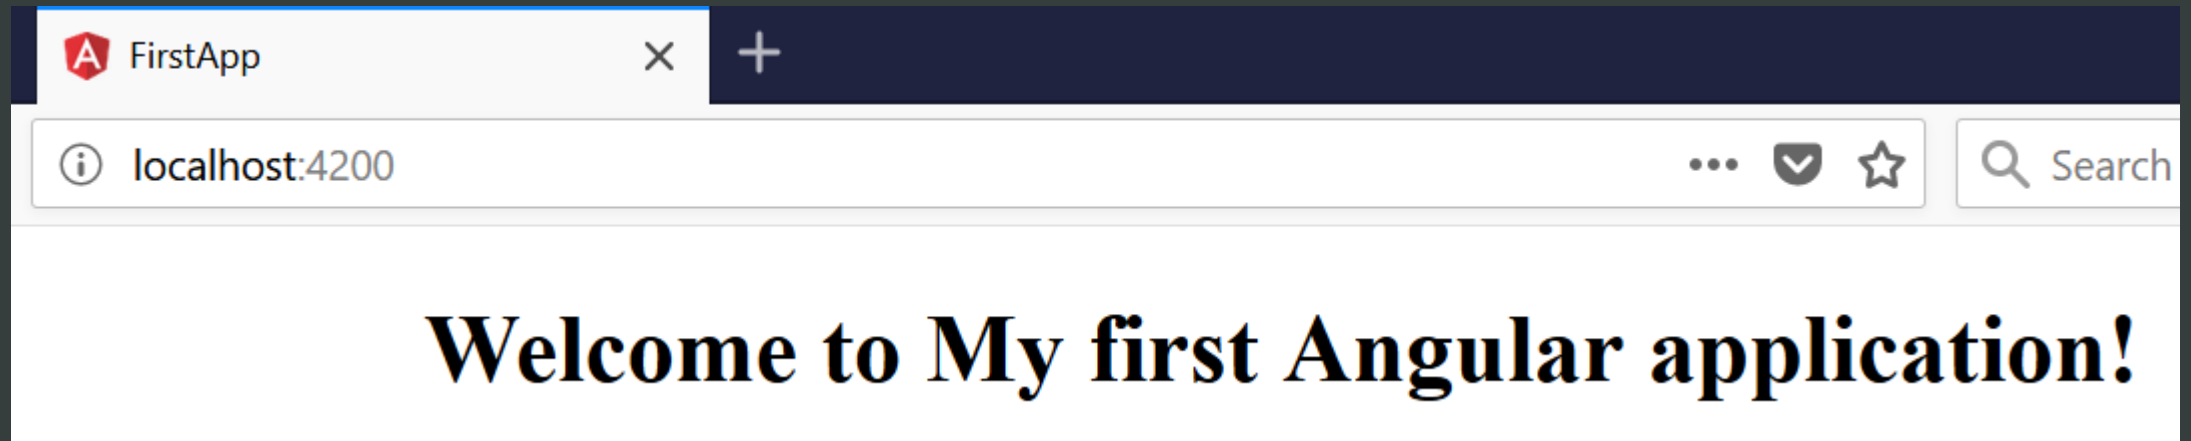 FirstApp
localhost:4200
Search
Welcome to My first Angular application!